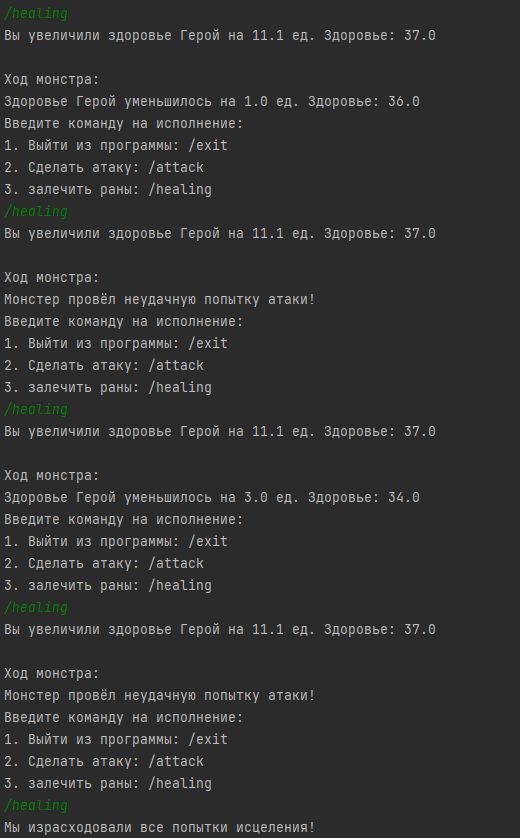 /healing
Вы увеличили здоровье Герой на 11.1 ед. Здоровье: 37.0
Ход монстра:
Здоровье Герой уменьшилось на 1.0 ед. Здоровье: 36.0
Введите команду на исполнение:
1. Выйти из программы: /exit
2. Сделать атаку: /attack
3. залечить раны: /healing
/healing
Вы увеличили здоровье Герой на 11.1 ед. Здоровье: 37.0
Ход монстра:
Монстер провёл неудачную попытку атаки!
Введите команду на исполнение:
1. Выйти из программы: /exit
2. Сделать атаку: /attack
3. залечить раны: /healing
/healing
Вы увеличили здоровье Герой на 11.1 ед. Здоровье: 37.0
Ход монстра:
Здоровье Герой уменьшилось на 3.0 ед. Здоровье: 34.0
Введите команду на исполнение:
1. Выйти из программы: /exit
2. Сделать атаку: /attack
3. залечить раны: /healing
/healing
Вы увеличили здоровье Герой на 11.1 ед. Здоровье: 37.0
Ход монстра:
Монстер провёл неудачную попытку атаки!
Введите команду на исполнение:
1. Выйти из программы: /exit
2. Сделать атаку: /attack
3. залечить раны: /healing
/healing
Мы израсходовали все попытки исцеления!